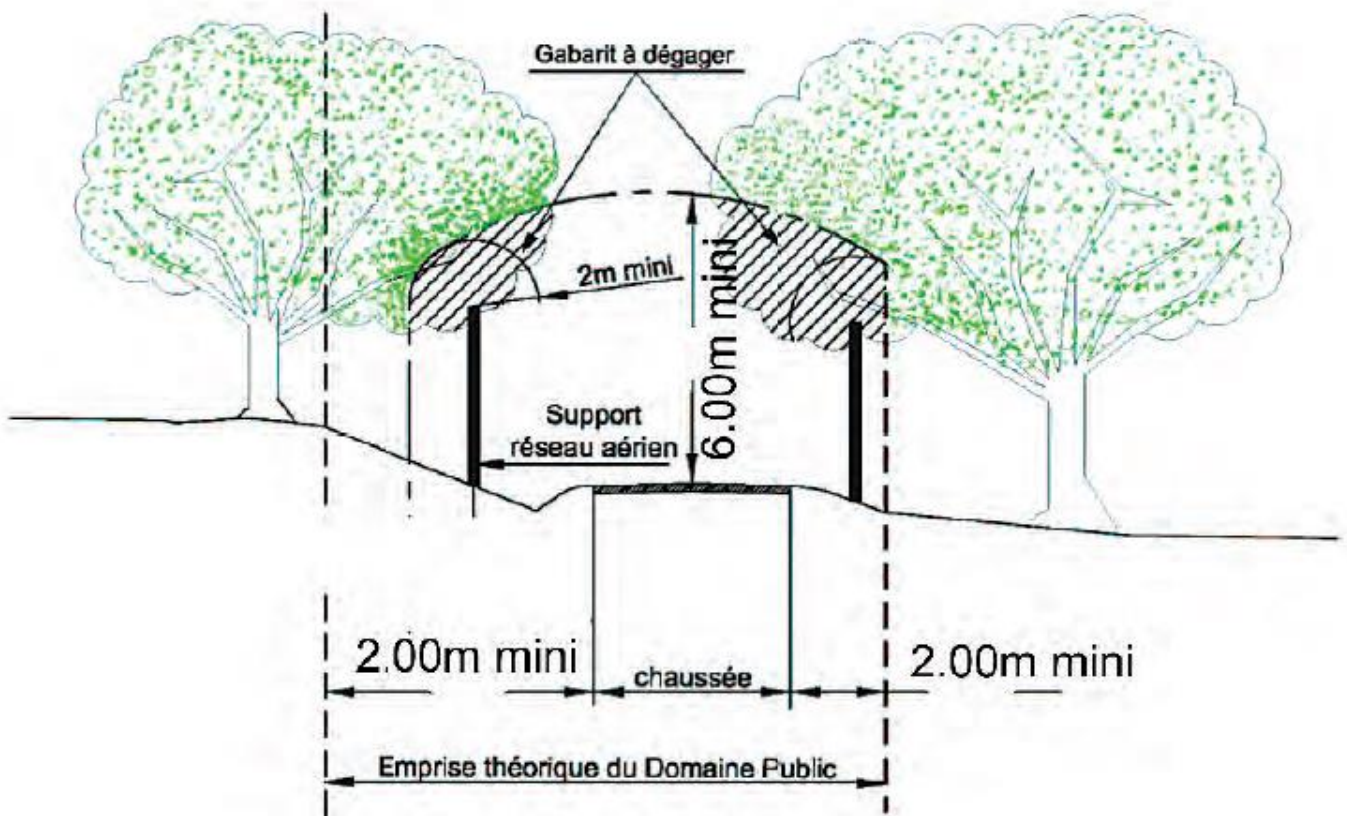 Gabarit à dégager
2m mini
6.00m mini
Support
réseau aérien
2.00m mini
chaussée
2.00m mini
Emprise théorique du Domaine Public